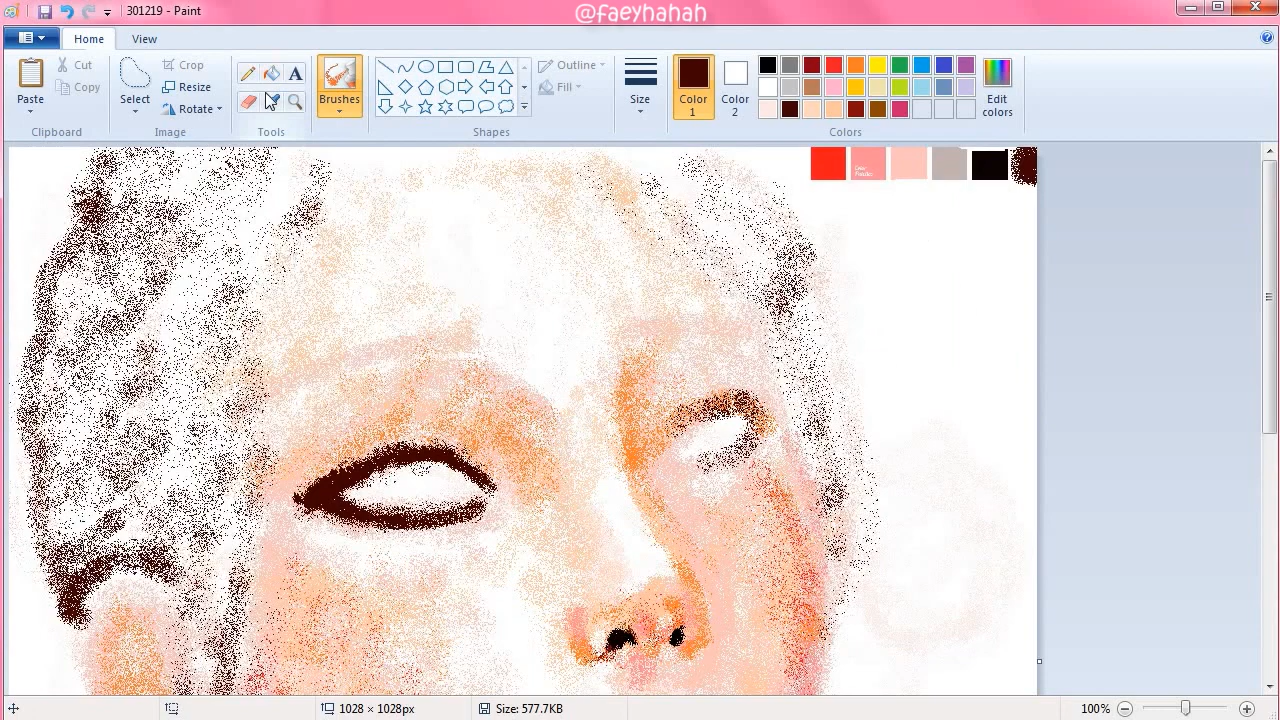 301219 - Paint
@faeyhahah
Home
View
Paste
Cut
Copy
Clipboard
Select
Crop
Resize
Rotate
Image
A
Tools
Brushes
Outline
Fill
Shapes
Size
Color
1
Color
2
Edit
colors
Colors
1028 × 1028px
Size: 577.7KB
100%